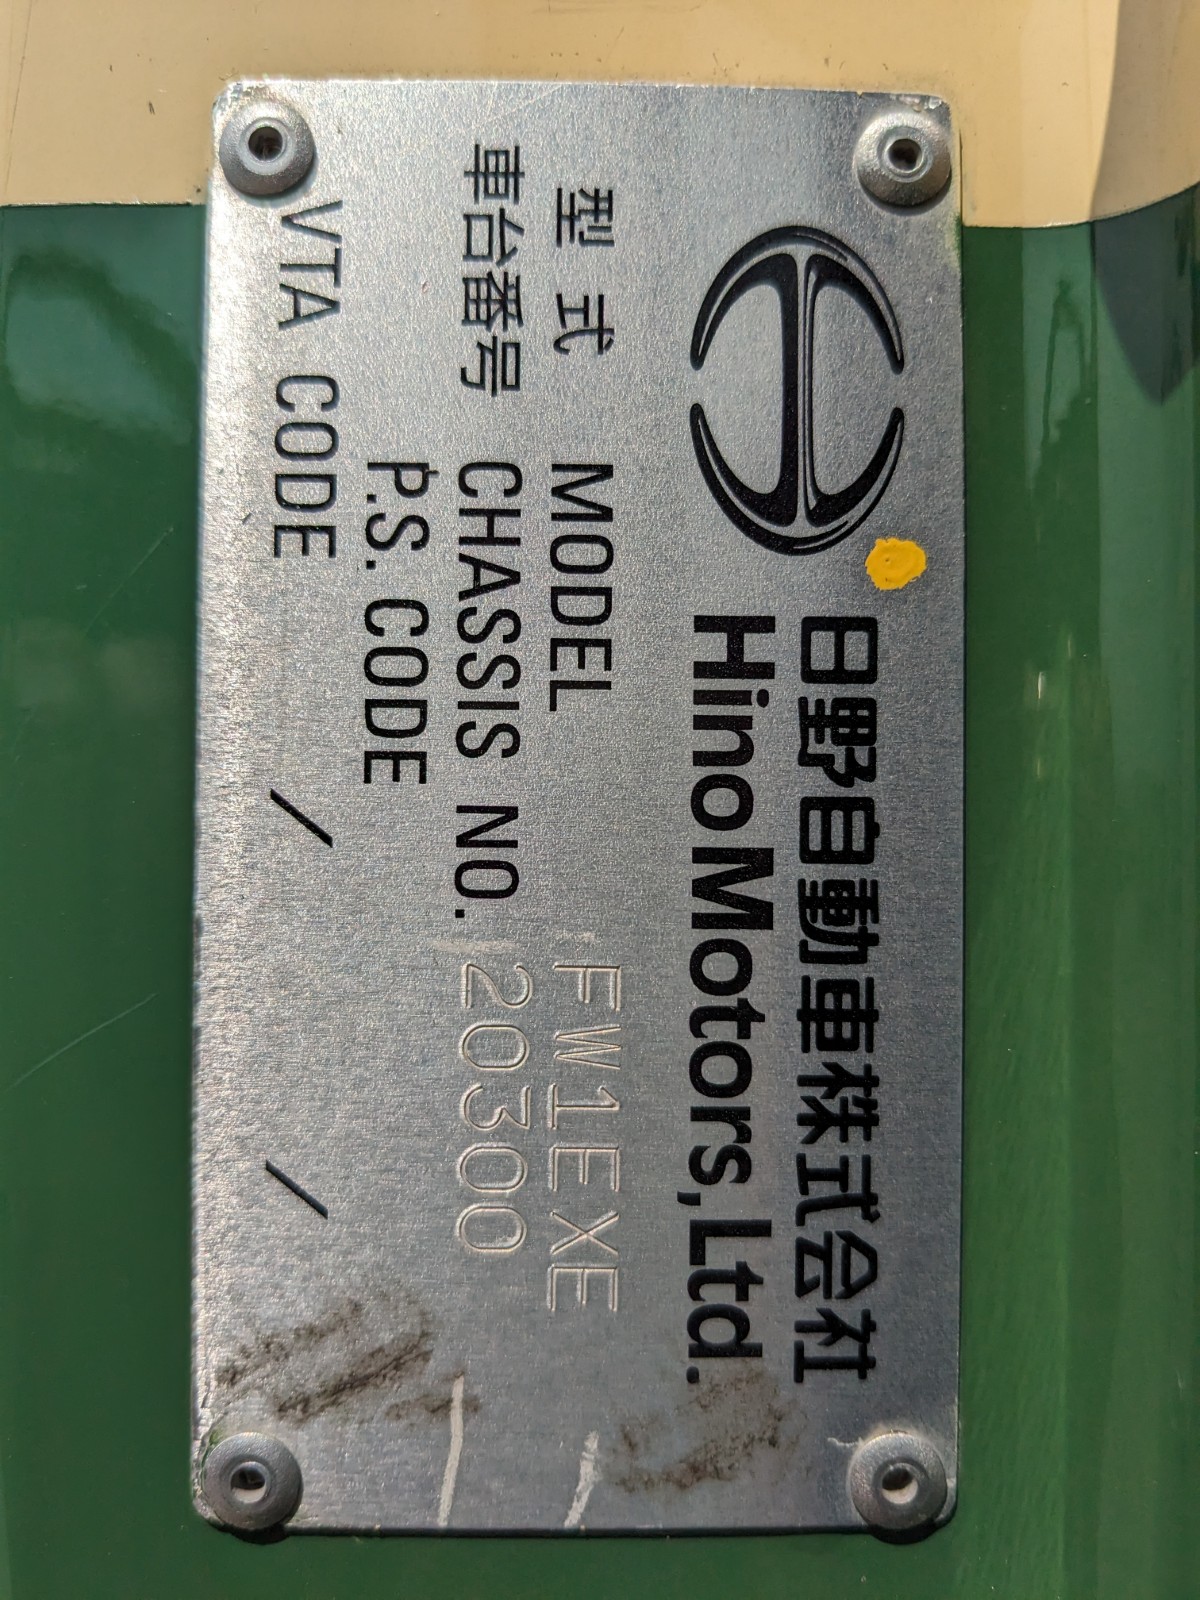 日野自動車株式会社
Hino Motors, Ltd.
型式 MODEL FW1EXE
車台番号 CHASSIS NO. 20300
P.S. CODE
VTA CODE / /